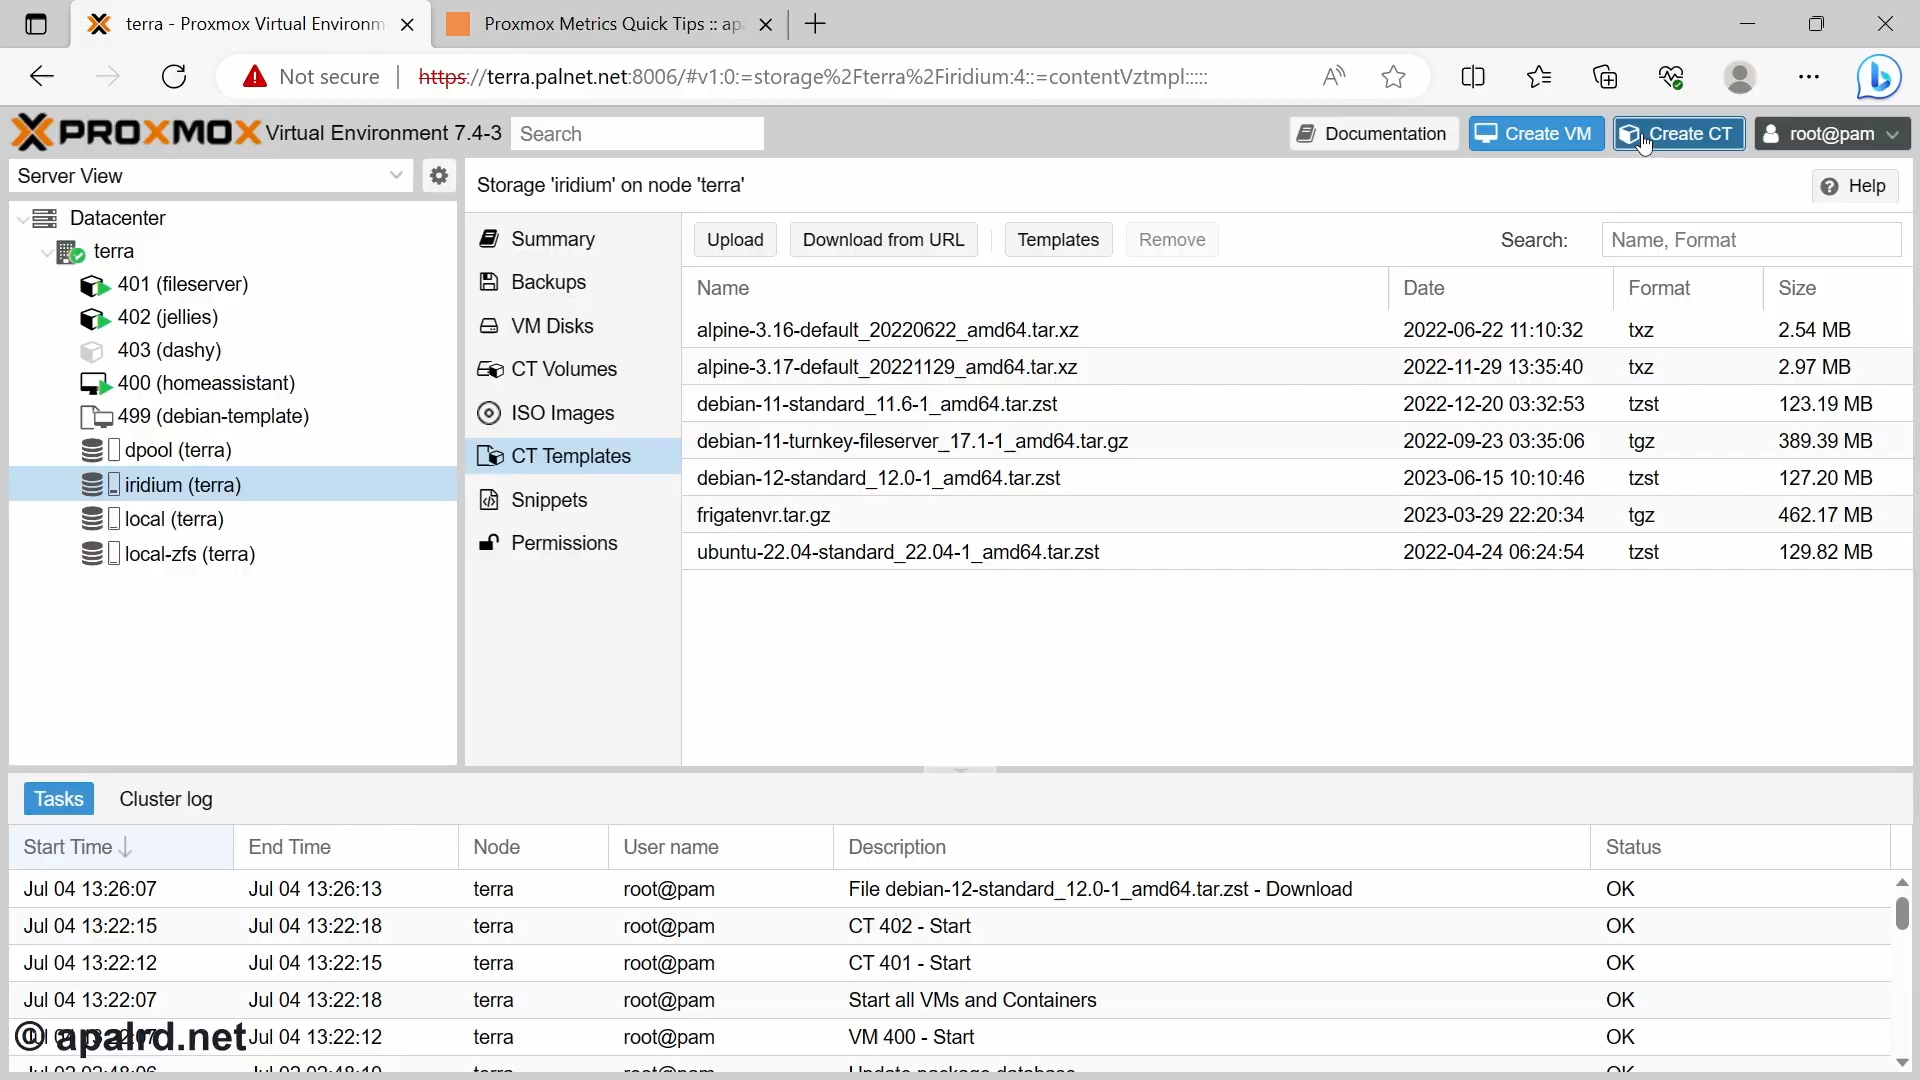 terra - Proxmox Virtual Environm
Proxmox Metrics Quick Tips :: apa
Not secure
https://terra.palnet.net:8006/#v1:0:=storage%2Fterra%2Firidium:4::=contentVztmpl:::::
PROXMOX Virtual Environment 7.4-3
Search
Documentation
Create VM
Create CT
root@pam
Server View
Storage 'iridium' on node 'terra'
Help
Datacenter
terra
401 (fileserver)
402 (jellies)
403 (dashy)
400 (homeassistant)
499 (debian-template)
dpool (terra)
iridium (terra)
local (terra)
local-zfs (terra)
Summary
Backups
VM Disks
CT Volumes
ISO Images
CT Templates
Snippets
Permissions
Upload
Download from URL
Templates
Remove
Search:
Name, Format
Name Date Format Size
alpine-3.16-default_20220622_amd64.tar.xz 2022-06-22 11:10:32 txz 2.54 MB
alpine-3.17-default_20221129_amd64.tar.xz 2022-11-29 13:35:40 txz 2.97 MB
debian-11-standard_11.6-1_amd64.tar.zst 2022-12-20 03:32:53 tzst 123.19 MB
debian-11-turnkey-fileserver_17.1-1_amd64.tar.gz 2022-09-23 03:35:06 tgz 389.39 MB
debian-12-standard_12.0-1_amd64.tar.zst 2023-06-15 10:10:46 tzst 127.20 MB
frigatenvr.tar.gz 2023-03-29 22:20:34 tgz 462.17 MB
ubuntu-22.04-standard_22.04-1_amd64.tar.zst 2022-04-24 06:24:54 tzst 129.82 MB
Tasks
Cluster log
Start Time End Time Node User name Description Status
Jul 04 13:26:07 Jul 04 13:26:13 terra root@pam File debian-12-standard_12.0-1_amd64.tar.zst - Download OK
Jul 04 13:22:15 Jul 04 13:22:18 terra root@pam CT 402 - Start OK
Jul 04 13:22:12 Jul 04 13:22:15 terra root@pam CT 401 - Start OK
Jul 04 13:22:07 Jul 04 13:22:18 terra root@pam Start all VMs and Containers OK
Jul 04 13:22:07 Jul 04 13:22:12 terra root@pam VM 400 - Start OK
© apalrd.net